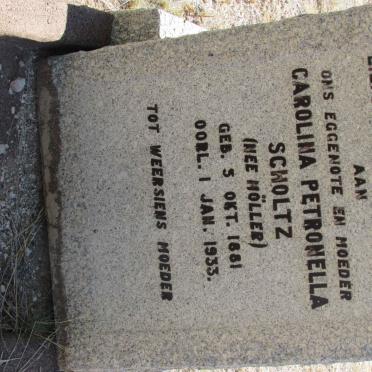 AAN
ONS EGGENOTE EN MOEDER
CAROLINA PETRONELLA
SCHOLTZ
(NEE MÖLLER)
GEB. 5 OKT. 1881
OORL. 1 JAN. 1933.
TOT WEERSIENS MOEDER